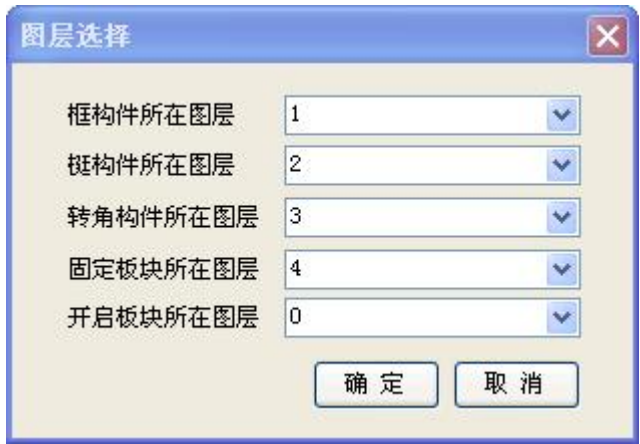 图层选择
框构件所在图层 1
梃构件所在图层 2
转角构件所在图层 3
固定板块所在图层 4
开启板块所在图层 0
确 定 取 消